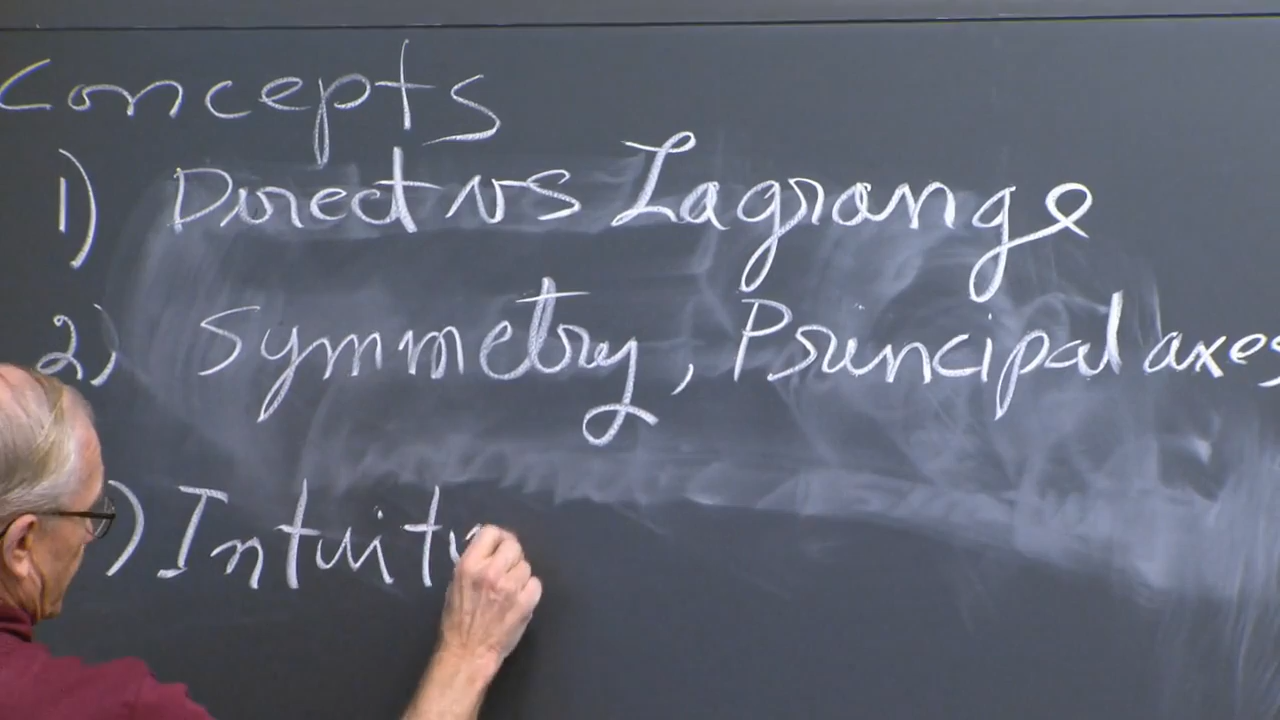 Concepts
1) Direct vs Lagrange
2) Symmetry, Principal axes
) Intuit